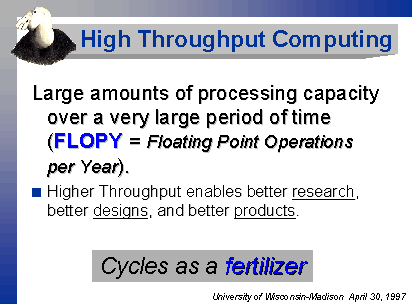 High Throughput Computing
Large amounts of processing capacity
over a very large period of time
(FLOPY = Floating Point Operations
per Year).
Higher Throughput enables better research,
better designs, and better products.
Cycles as a fertilizer
University of Wisconsin-Madison April 30, 1997